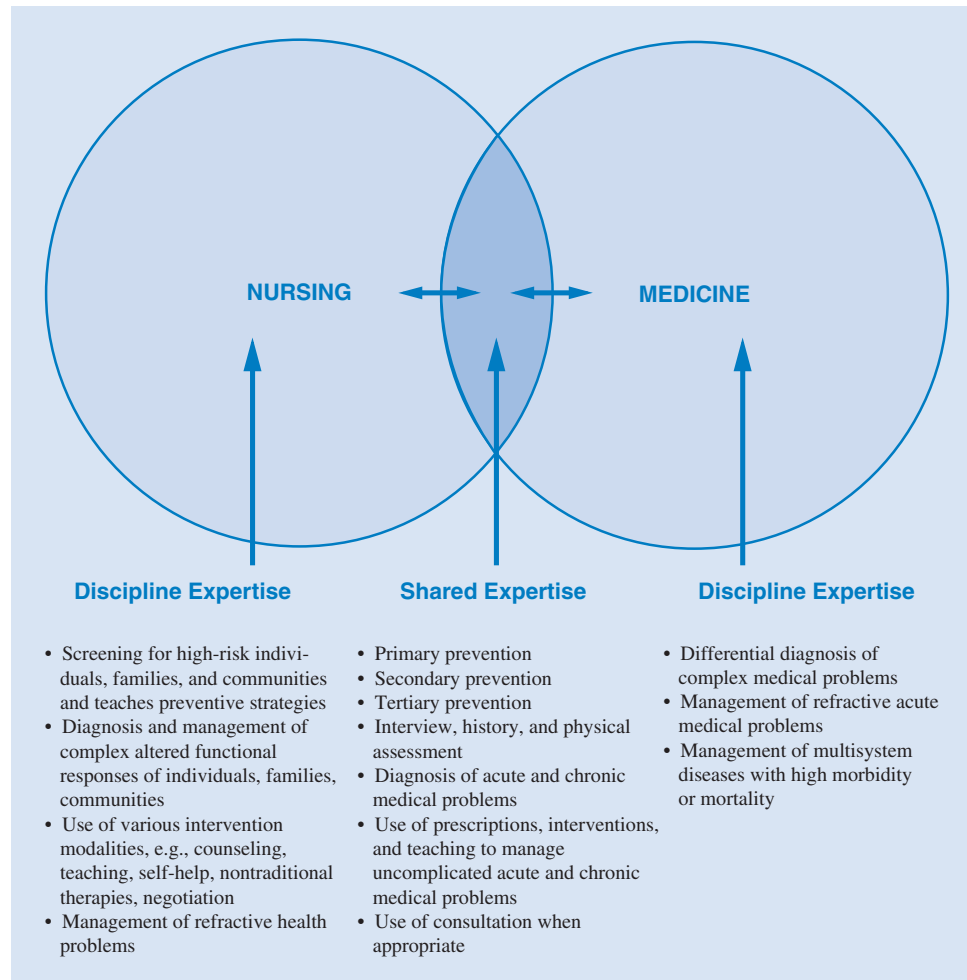 NURSING
MEDICINE
Discipline Expertise
• Screening for high-risk indivi-
duals, families, and communities
and teaches preventive strategies
• Diagnosis and management of
complex altered functional
responses of individuals, families,
communities
• Use of various intervention
modalities, e.g., counseling,
teaching, self-help, nontraditional
therapies, negotiation
• Management of refractive health
problems
Shared Expertise
• Primary prevention
• Secondary prevention
• Tertiary prevention
• Interview, history, and physical
assessment
• Diagnosis of acute and chronic
medical problems
• Use of prescriptions, interventions,
and teaching to manage
uncomplicated acute and chronic
medical problems
• Use of consultation when
appropriate
Discipline Expertise
• Differential diagnosis of
complex medical problems
• Management of refractive acute
medical problems
• Management of multisystem
diseases with high morbidity
or mortality